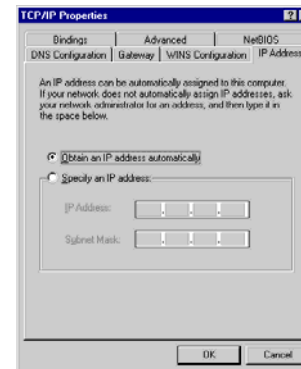 TCP/IP Properties
Bindings Advanced NetBIOS
DNS Configuration Gateway WINS Configuration IP Address
An IP address can be automatically assigned to this computer.
If your network does not automatically assign IP addresses, ask
your network administrator for an address, and then type it in
the space below.
Obtain an IP address automatically
Specify an IP address:
IP Address:
Subnet Mask:
OK Cancel